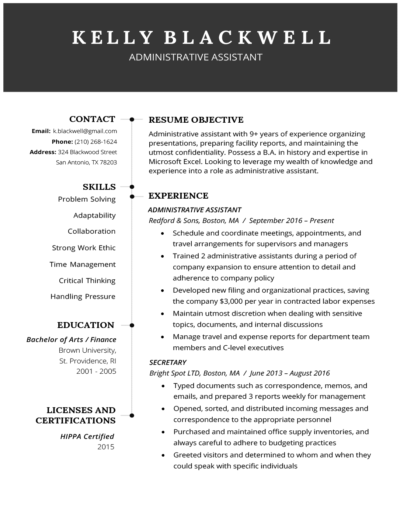 KELLY BLACKWELL
ADMINISTRATIVE ASSISTANT
CONTACT
Email: k.blackwell@gmail.com
Phone: (210) 268-1624
Address: 324 Blackwood Street
San Antonio, TX 78203
SKILLS
Problem Solving
Adaptability
Collaboration
Strong Work Ethic
Time Management
Critical Thinking
Handling Pressure
EDUCATION
Bachelor of Arts / Finance
Brown University,
St. Providence, RI
2001 - 2005
LICENSES AND
CERTIFICATIONS
HIPPA Certified
2015
RESUME OBJECTIVE
Administrative assistant with 9+ years of experience organizing
presentations, preparing facility reports, and maintaining the
utmost confidentiality. Possess a B.A. in history and expertise in
Microsoft Excel. Looking to leverage my wealth of knowledge and
experience into a role as administrative assistant.
EXPERIENCE
ADMINISTRATIVE ASSISTANT
Redford & Sons, Boston, MA / September 2016 – Present
• Schedule and coordinate meetings, appointments, and
travel arrangements for supervisors and managers
• Trained 2 administrative assistants during a period of
company expansion to ensure attention to detail and
adherence to company policy
• Developed new filing and organizational practices, saving
the company $3,000 per year in contracted labor expenses
• Maintain utmost discretion when dealing with sensitive
topics, documents, and internal discussions
• Manage travel and expense reports for department team
members and C-level executives
SECRETARY
Bright Spot LTD, Boston, MA / June 2013 – August 2016
• Typed documents such as correspondence, memos, and
emails, and prepared 3 reports weekly for management
• Opened, sorted, and distributed incoming messages and
correspondence to the appropriate personnel
• Purchased and maintained office supply inventories, and
always careful to adhere to budgeting practices
• Greeted visitors and determined to whom and when they
could speak with specific individuals